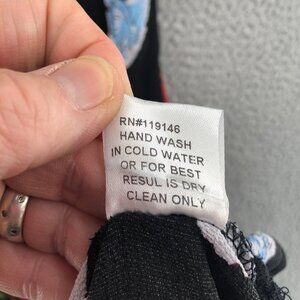 RN#119146
HAND WASH
IN COLD WATER
OR FOR BEST
RESUL IS DRY
CLEAN ONLY